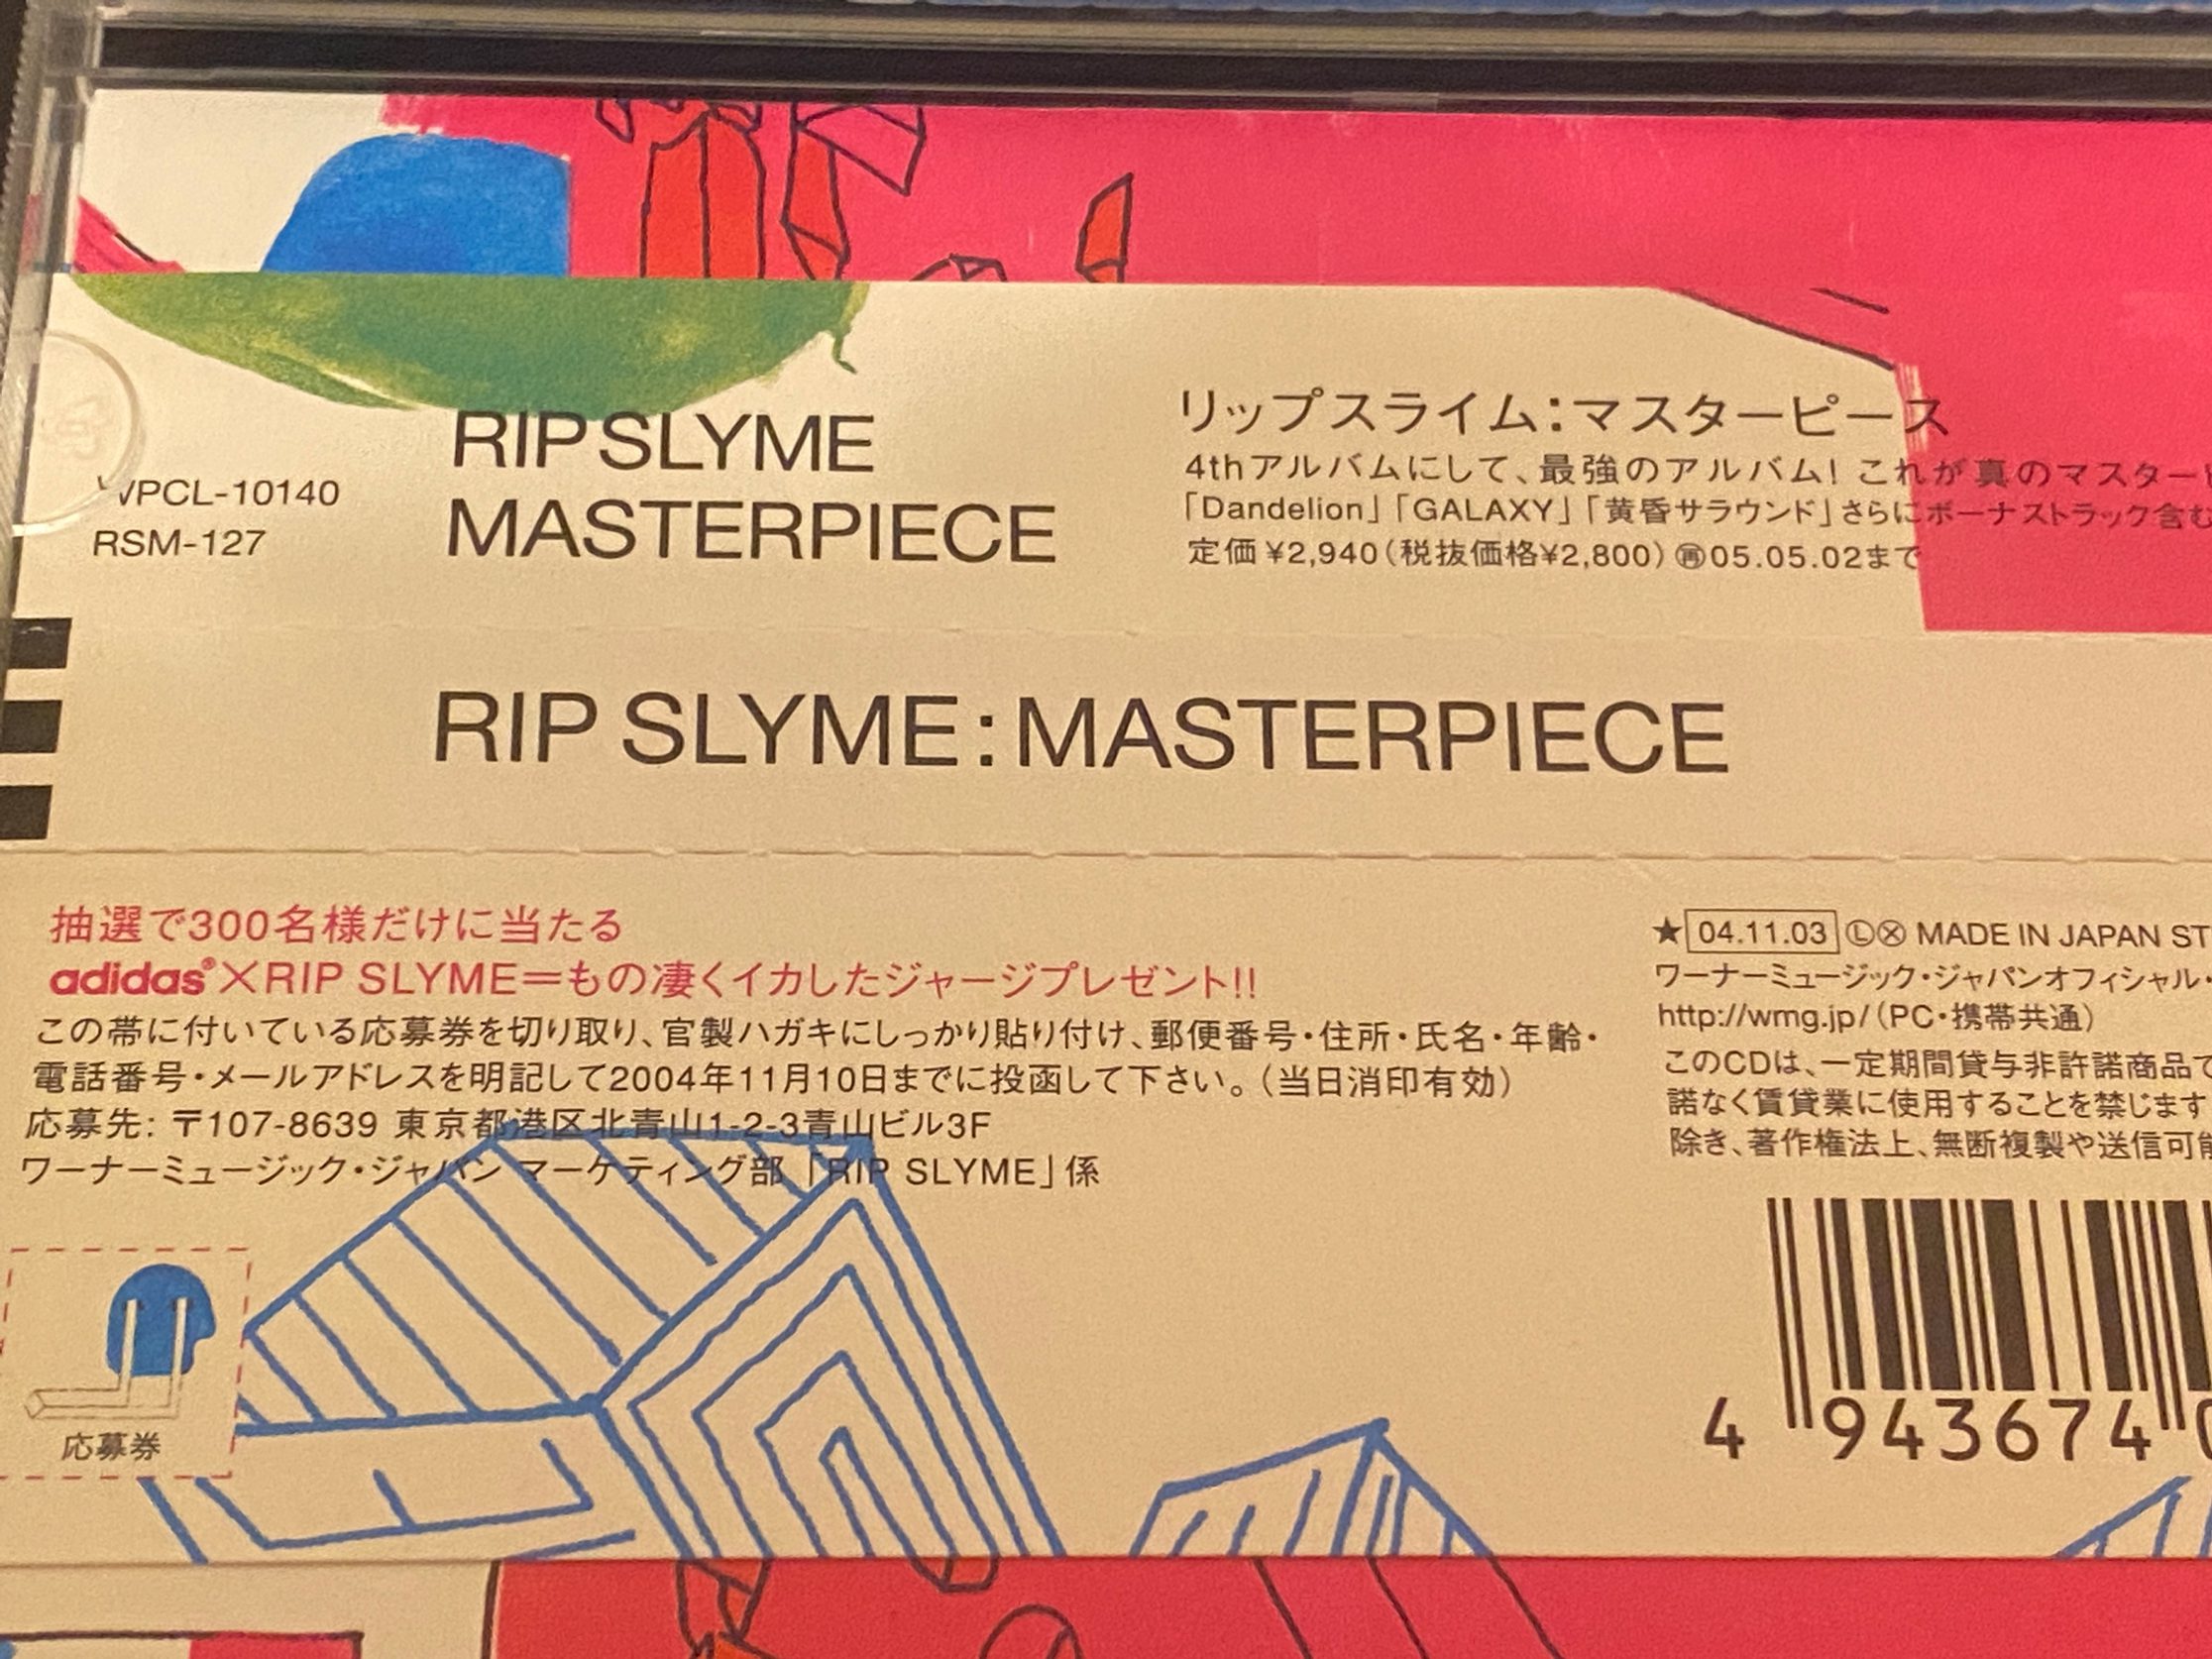 WPCL-10140
RSM-127
RIP SLYME
MASTERPIECE
リップスライム:マスターピース
4thアルバムにして、最強のアルバム! これが真のマスターピ
「Dandelion」「GALAXY」「黄昏サラウンド」さらにボーナストラック含む
定価¥2,940(税抜価格¥2,800) ㊢05.05.02まで
RIP SLYME:MASTERPIECE
抽選で300名様だけに当たる
adidas®×RIP SLYME=もの凄くイカしたジャージプレゼント!!
この帯に付いている応募券を切り取り、官製ハガキにしっかり貼り付け、郵便番号・住所・氏名・年齢・
電話番号・メールアドレスを明記して2004年11月10日までに投函して下さい。(当日消印有効)
応募先: 〒107-8639 東京都港区北青山1-2-3青山ビル3F
ワーナーミュージック・ジャパン マーケティング部 「RIP SLYME」係
応募券
★ 04.11.03 Ⓛⓧ MADE IN JAPAN ST
ワーナーミュージック・ジャパンオフィシャル・
http://wmg.jp/(PC・携帯共通)
このCDは、一定期間貸与非許諾商品で
諾なく賃貸業に使用することを禁じます
除き、著作権法上、無断複製や送信可能
4 943674